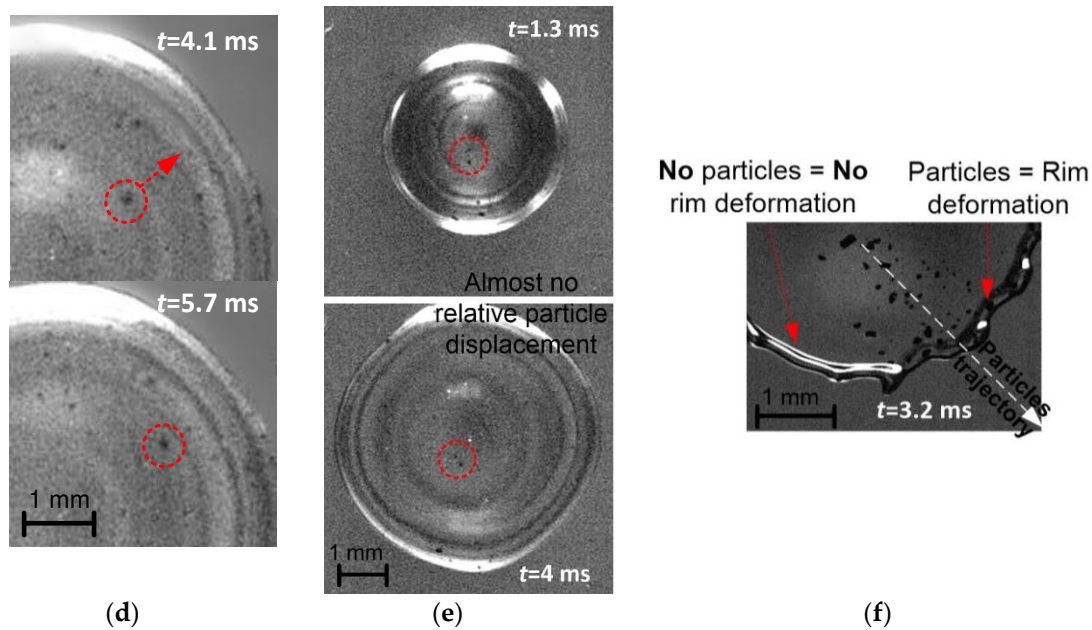 t=4.1 ms
t=5.7 ms
1 mm
(d)
t=1.3 ms
Almost no
relative particle
displacement
1 mm
t=4 ms
(e)
No particles = No
rim deformation
Particles = Rim
deformation
Particles
trajectory
1 mm
t=3.2 ms
(f)